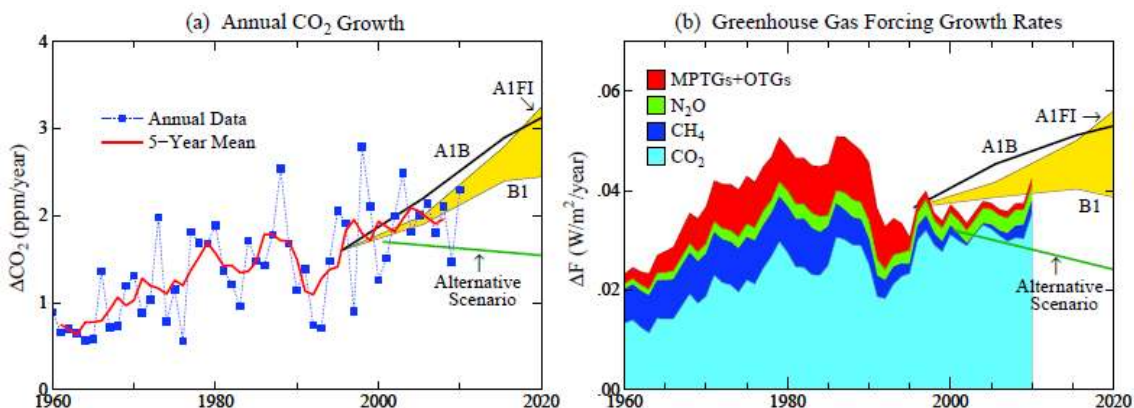 (a) Annual CO₂ Growth
4
3
2
1
0
1960
1980
2000
2020
ΔCO₂ (ppm/year)
Annual Data
5−Year Mean
A1FI
A1B
B1
Alternative
Scenario
(b) Greenhouse Gas Forcing Growth Rates
.06
.04
.02
.00
1960
1980
2000
2020
ΔF (W/m²/year)
MPTGs+OTGs
N₂O
CH₄
CO₂
A1FI
A1B
B1
Alternative
Scenario